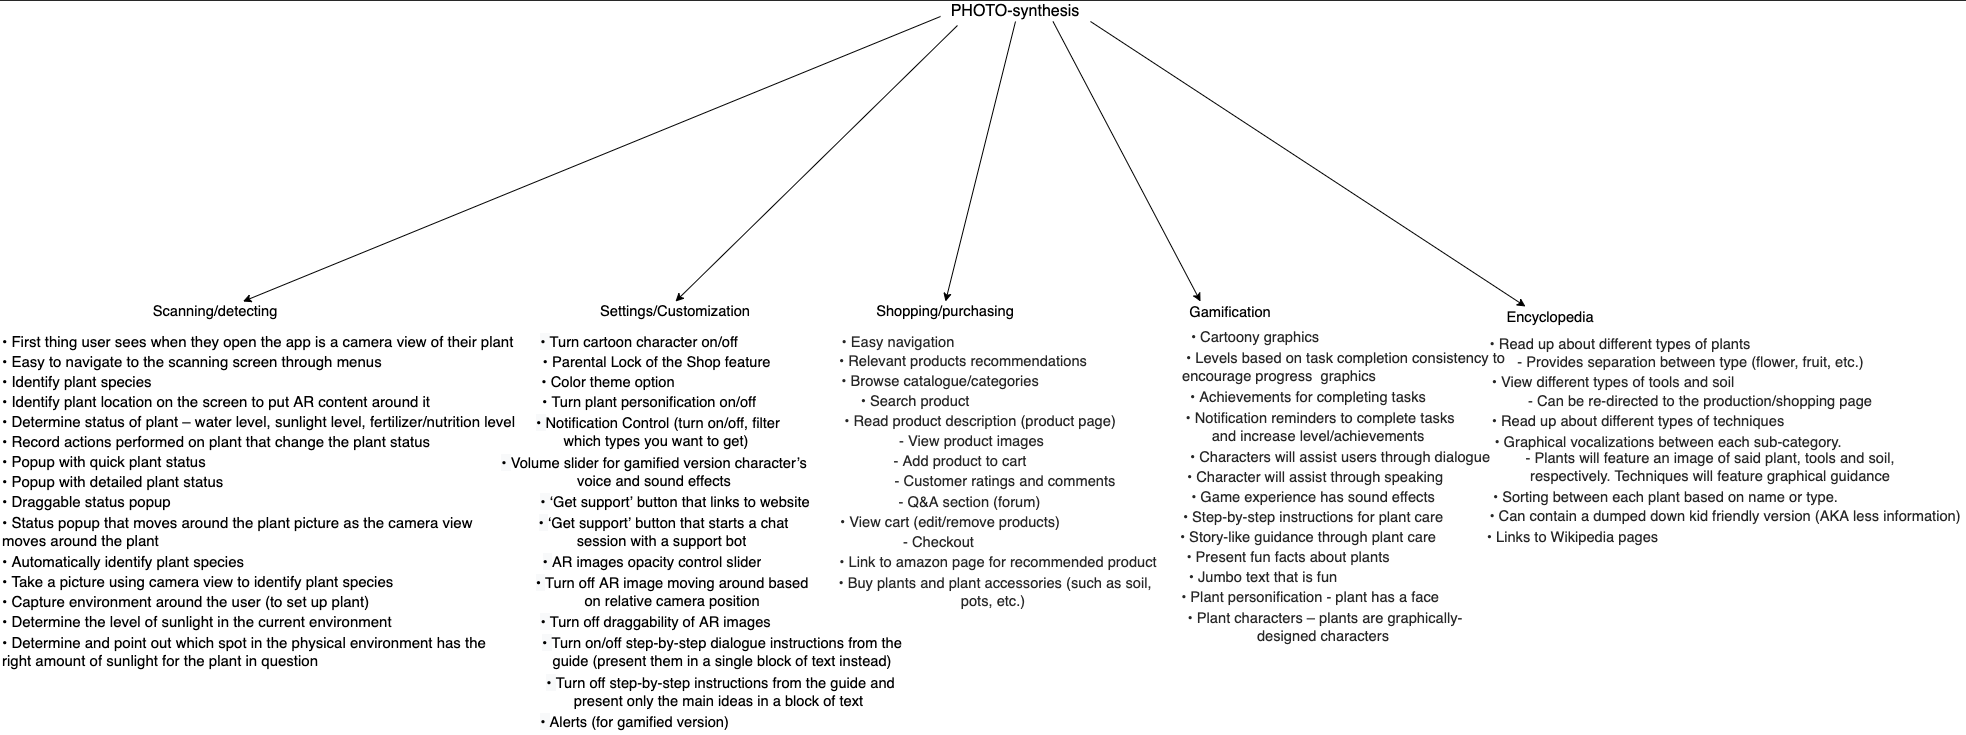 PHOTO-synthesis
Scanning/detecting
• First thing user sees when they open the app is a camera view of their plant
• Easy to navigate to the scanning screen through menus
• Identify plant species
• Identify plant location on the screen to put AR content around it
• Determine status of plant – water level, sunlight level, fertilizer/nutrition level
• Record actions performed on plant that change the plant status
• Popup with quick plant status
• Popup with detailed plant status
• Draggable status popup
• Status popup that moves around the plant picture as the camera view
moves around the plant
• Automatically identify plant species
• Take a picture using camera view to identify plant species
• Capture environment around the user (to set up plant)
• Determine the level of sunlight in the current environment
• Determine and point out which spot in the physical environment has the
right amount of sunlight for the plant in question
Settings/Customization
• Turn cartoon character on/off
• Parental Lock of the Shop feature
• Color theme option
• Turn plant personification on/off
• Notification Control (turn on/off, filter
which types you want to get)
• Volume slider for gamified version character’s
voice and sound effects
• ‘Get support’ button that links to website
• ‘Get support’ button that starts a chat
session with a support bot
• AR images opacity control slider
• Turn off AR image moving around based
on relative camera position
• Turn off draggability of AR images
• Turn on/off step-by-step dialogue instructions from the
guide (present them in a single block of text instead)
• Turn off step-by-step instructions from the guide and
present only the main ideas in a block of text
• Alerts (for gamified version)
Shopping/purchasing
• Easy navigation
• Relevant products recommendations
• Browse catalogue/categories
• Search product
• Read product description (product page)
- View product images
- Add product to cart
- Customer ratings and comments
- Q&A section (forum)
• View cart (edit/remove products)
- Checkout
• Link to amazon page for recommended product
• Buy plants and plant accessories (such as soil,
pots, etc.)
Gamification
• Cartoony graphics
• Levels based on task completion consistency to
encourage progress graphics
• Achievements for completing tasks
• Notification reminders to complete tasks
and increase level/achievements
• Characters will assist users through dialogue
• Character will assist through speaking
• Game experience has sound effects
• Step-by-step instructions for plant care
• Story-like guidance through plant care
• Present fun facts about plants
• Jumbo text that is fun
• Plant personification - plant has a face
• Plant characters – plants are graphically-
designed characters
Encyclopedia
• Read up about different types of plants
- Provides separation between type (flower, fruit, etc.)
• View different types of tools and soil
- Can be re-directed to the production/shopping page
• Read up about different types of techniques
• Graphical vocalizations between each sub-category.
- Plants will feature an image of said plant, tools and soil,
respectively. Techniques will feature graphical guidance
• Sorting between each plant based on name or type.
• Can contain a dumped down kid friendly version (AKA less information)
• Links to Wikipedia pages